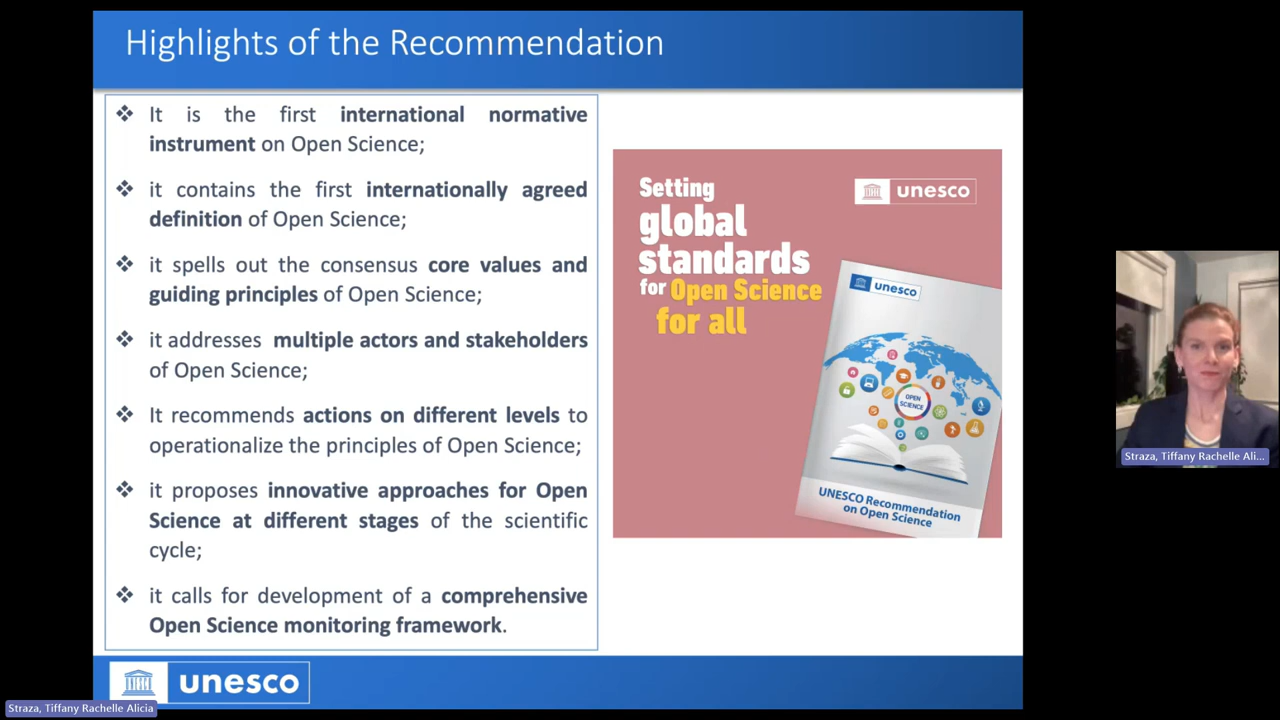 Highlights of the Recommendation
❖ It is the first international normative
instrument on Open Science;
❖ it contains the first internationally agreed
definition of Open Science;
❖ it spells out the consensus core values and
guiding principles of Open Science;
❖ it addresses multiple actors and stakeholders
of Open Science;
❖ It recommends actions on different levels to
operationalize the principles of Open Science;
❖ it proposes innovative approaches for Open
Science at different stages of the scientific
cycle;
❖ it calls for development of a comprehensive
Open Science monitoring framework.
Setting
global
standards
for Open Science
for all
unesco
unesco
OPEN
SCIENCE
UNESCO Recommendation
on Open Science
Straza, Tiffany Rachelle Ali...
unesco
Straza, Tiffany Rachelle Alicia